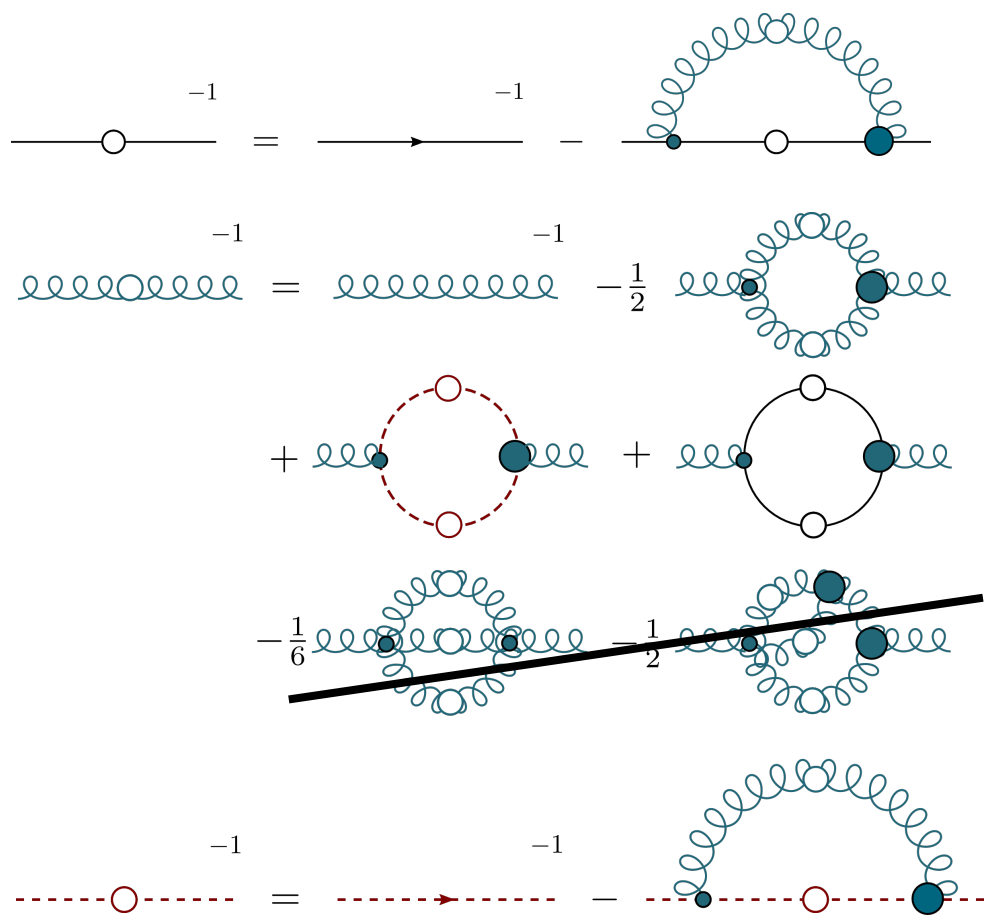 -1 = -1 −
-1 = -1 − 1/2
+ +
− 1/6 − 1/2
-1 = -1 −